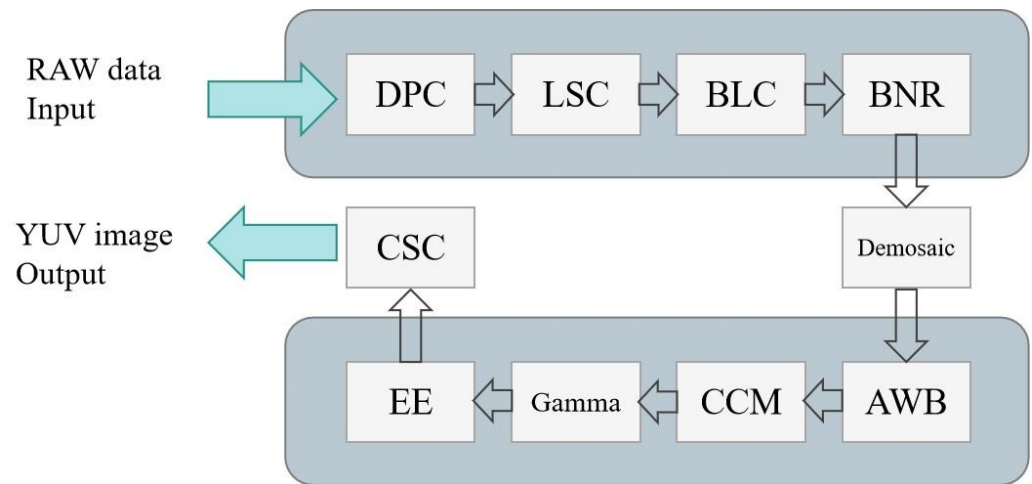 RAW data
Input
DPC
LSC
BLC
BNR
YUV image
Output
CSC
Demosaic
EE
Gamma
CCM
AWB